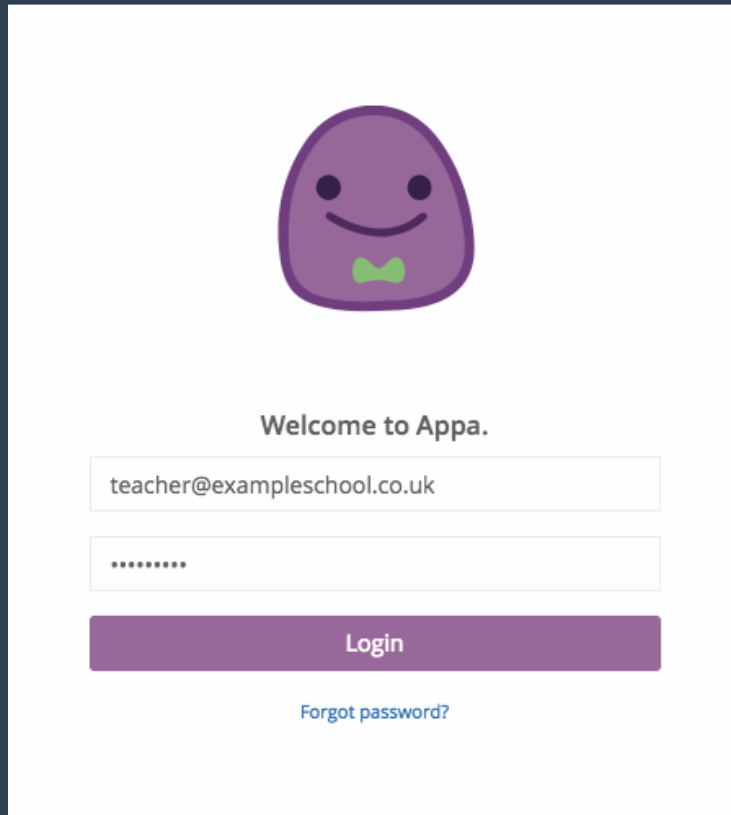 Welcome to Appa.
teacher@exampleschool.co.uk
•••••••••
Login
Forgot password?